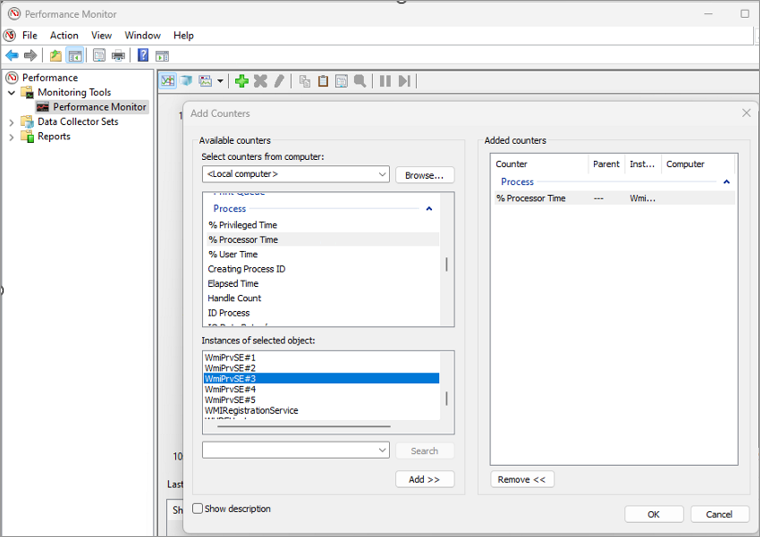 Performance Monitor
File Action View Window Help
Performance
Monitoring Tools
Performance Monitor
Data Collector Sets
Reports
Add Counters
Available counters
Select counters from computer:
<Local computer>
Browse...
Process
% Privileged Time
% Processor Time
% User Time
Creating Process ID
Elapsed Time
Handle Count
ID Process
Instances of selected object:
WmiPrvSE#1
WmiPrvSE#2
WmiPrvSE#3
WmiPrvSE#4
WmiPrvSE#5
WMIRegistrationService
Search
Add >>
Show description
Added counters
Counter Parent Inst... Computer
Process
% Processor Time --- Wmi...
Remove <<
OK Cancel
Last